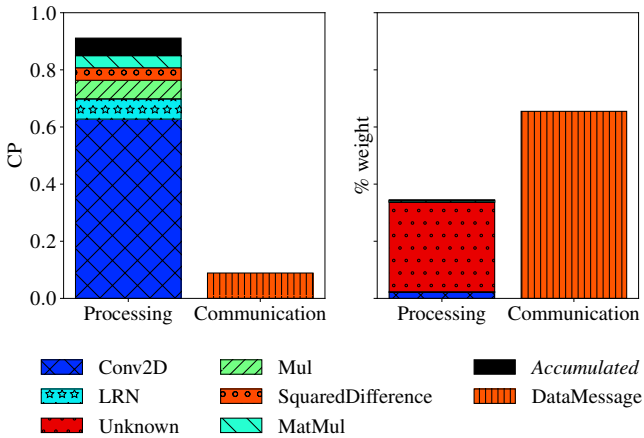 1.0
0.8
0.6
0.4
0.2
0.0
CP
% weight
Processing Communication
Processing Communication
Conv2D
LRN
Unknown
Mul
SquaredDifference
MatMul
Accumulated
DataMessage